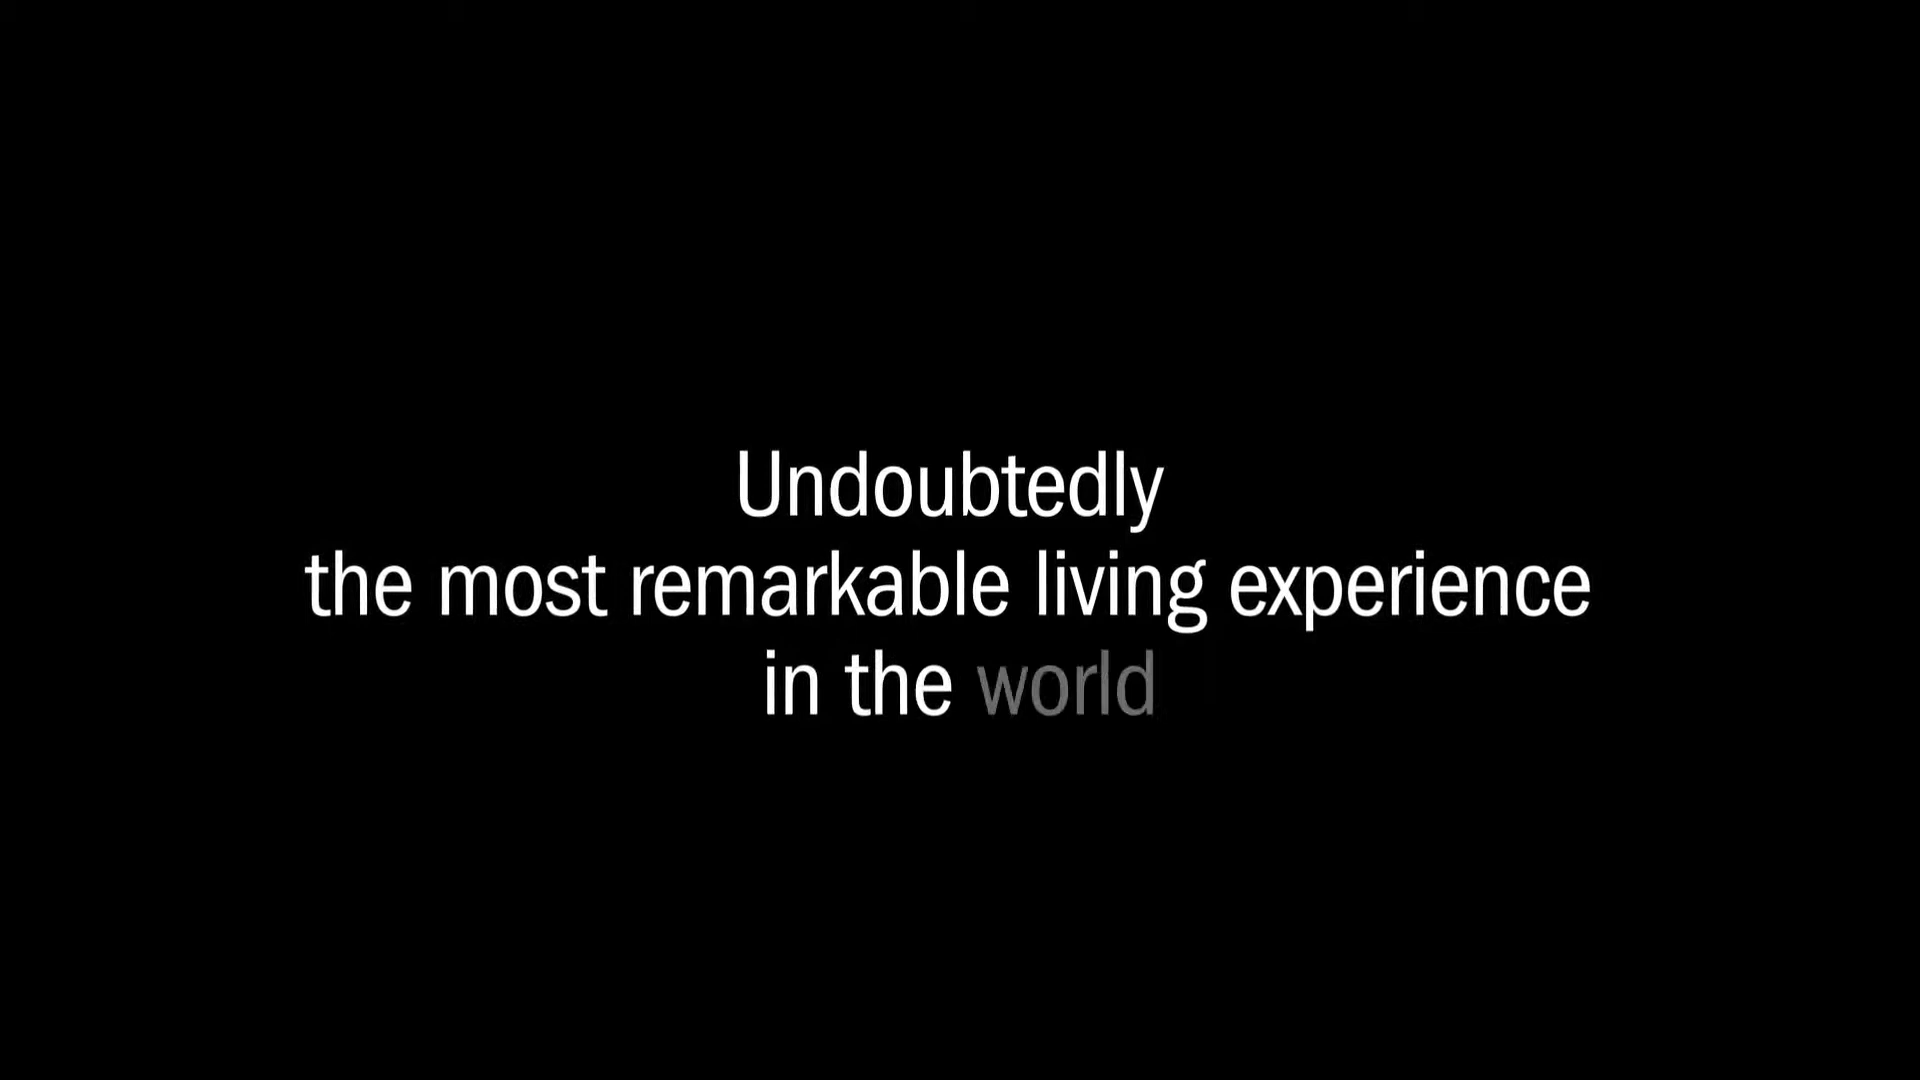 Undoubtedly
the most remarkable living experience
in the world